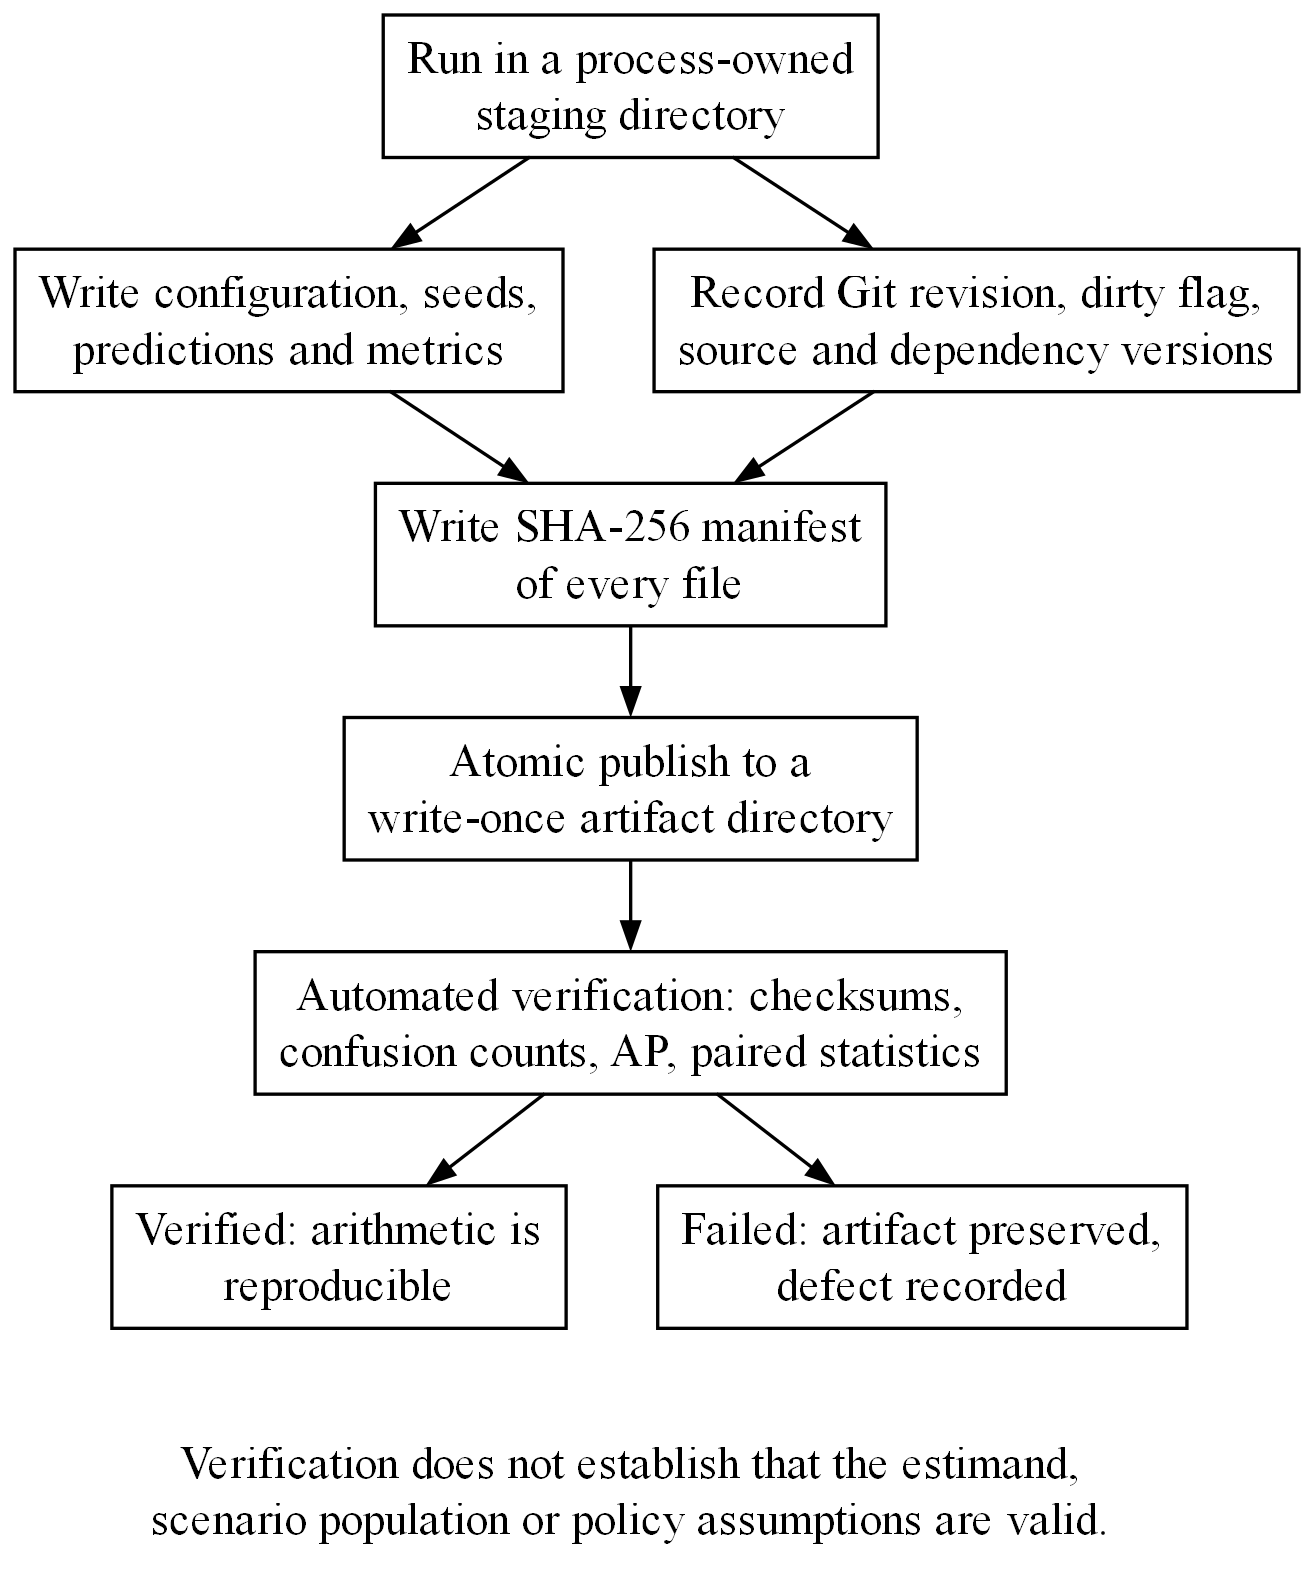 Run in a process-owned
staging directory
Write configuration, seeds,
predictions and metrics
Record Git revision, dirty flag,
source and dependency versions
Write SHA-256 manifest
of every file
Atomic publish to a
write-once artifact directory
Automated verification: checksums,
confusion counts, AP, paired statistics
Verified: arithmetic is
reproducible
Failed: artifact preserved,
defect recorded
Verification does not establish that the estimand,
scenario population or policy assumptions are valid.